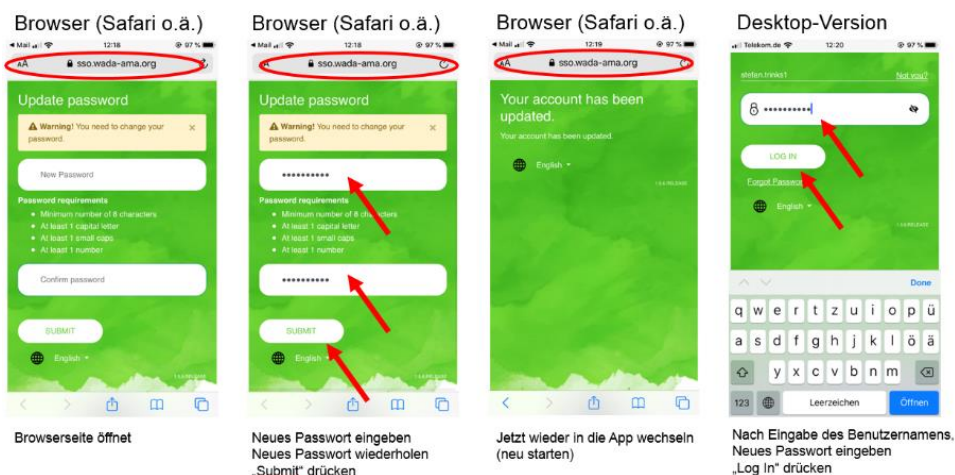 Browser (Safari o.ä.)
Mail
12:18
97 %
AA
sso.wada-ama.org
Update password
Warning! You need to change your
password.
×
New Password
Password requirements
Minimum number of 8 characters
At least 1 capital letter
At least 1 small caps
At least 1 number
Confirm password
SUBMIT
English
Browserseite öffnet
Browser (Safari o.ä.)
Mail
12:18
97 %
AA
sso.wada-ama.org
Update password
Warning! You need to change your
password.
×
••••••••••
Password requirements
Minimum number of 8 characters
At least 1 capital letter
At least 1 small caps
At least 1 number
••••••••••
SUBMIT
English
Neues Passwort eingeben
Neues Passwort wiederholen
„Submit“ drücken
Browser (Safari o.ä.)
Mail
12:19
97 %
AA
sso.wada-ama.org
Your account has been
updated.
Your account has been updated.
English
Jetzt wieder in die App wechseln
(neu starten)
Desktop-Version
Telekom.de
12:20
97 %
stefan.trinks1
Not you?
••••••••••
LOG IN
Forgot Password
English
Done
q w e r t z u i o p ü
a s d f g h j k l ö ä
y x c v b n m
123
Leerzeichen
Öffnen
Nach Eingabe des Benutzernamens,
Neues Passwort eingeben
„Log In“ drücken